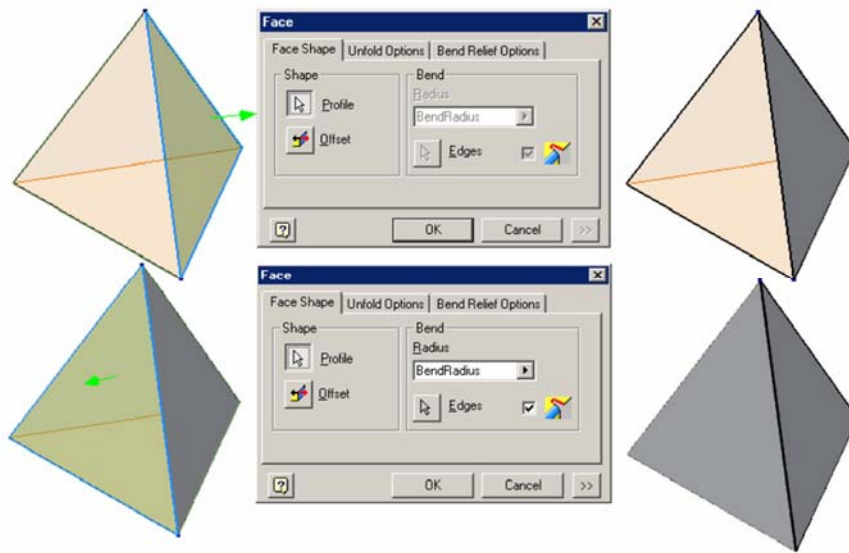 Face
Face Shape Unfold Options Bend Relief Options
Shape Bend
Profile Radius
BendRadius
Offset Edges
OK Cancel >>
Face
Face Shape Unfold Options Bend Relief Options
Shape Bend
Profile Radius
BendRadius
Offset Edges
OK Cancel >>